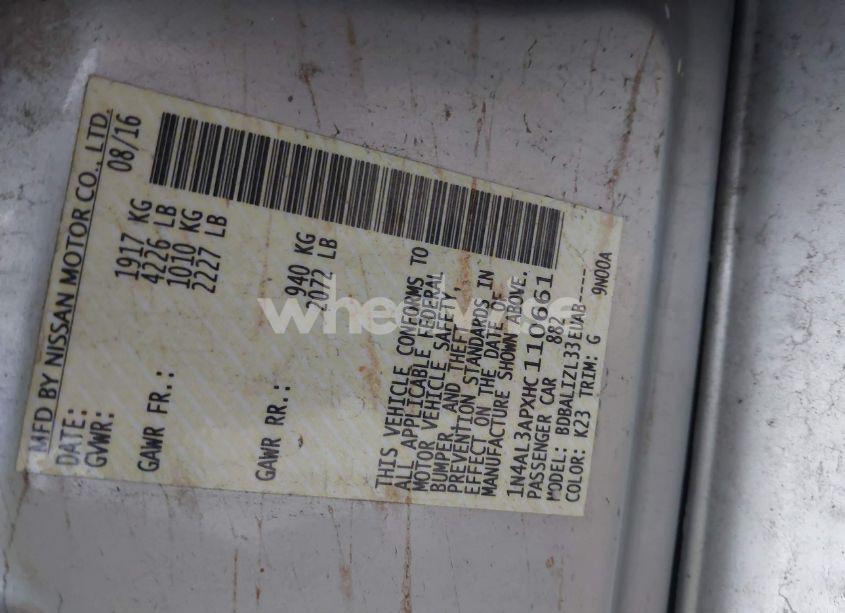 MFD BY NISSAN MOTOR CO., LTD.
DATE: 08/16
GVWR: 1917 KG
4226 LB
GAWR FR.: 1010 KG
2227 LB
GAWR RR.: 940 KG
2072 LB
THIS VEHICLE CONFORMS TO
ALL APPLICABLE FEDERAL
MOTOR VEHICLE SAFETY,
BUMPER, AND THEFT
PREVENTION STANDARDS IN
EFFECT ON THE DATE OF
MANUFACTURE SHOWN ABOVE.
1N4AL3APXHC110661
PASSENGER CAR 882
MODEL: BDBALIZL33EUAB----
COLOR: K23 TRIM: G 9N00A